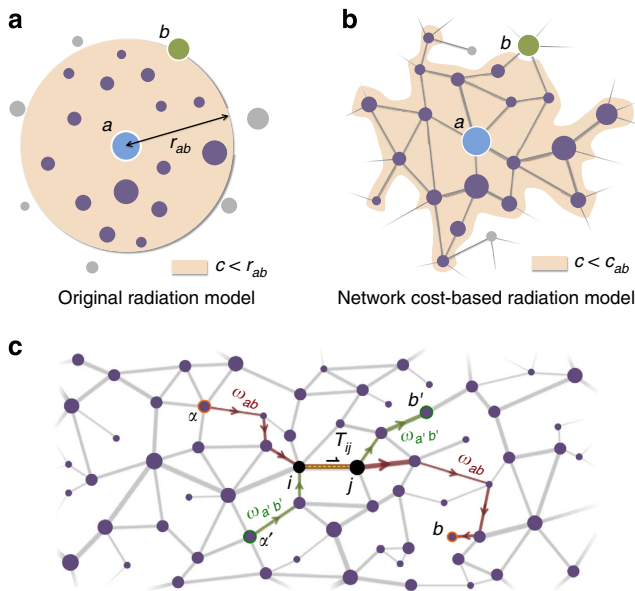 a
b
a
r_ab
c < r_ab
Original radiation model
b
b
a
c < c_ab
Network cost-based radiation model
c
α
ω_ab
b'
T_ij
ω_a'b'
i
j
ω_ab
ω_a'b'
α'
b